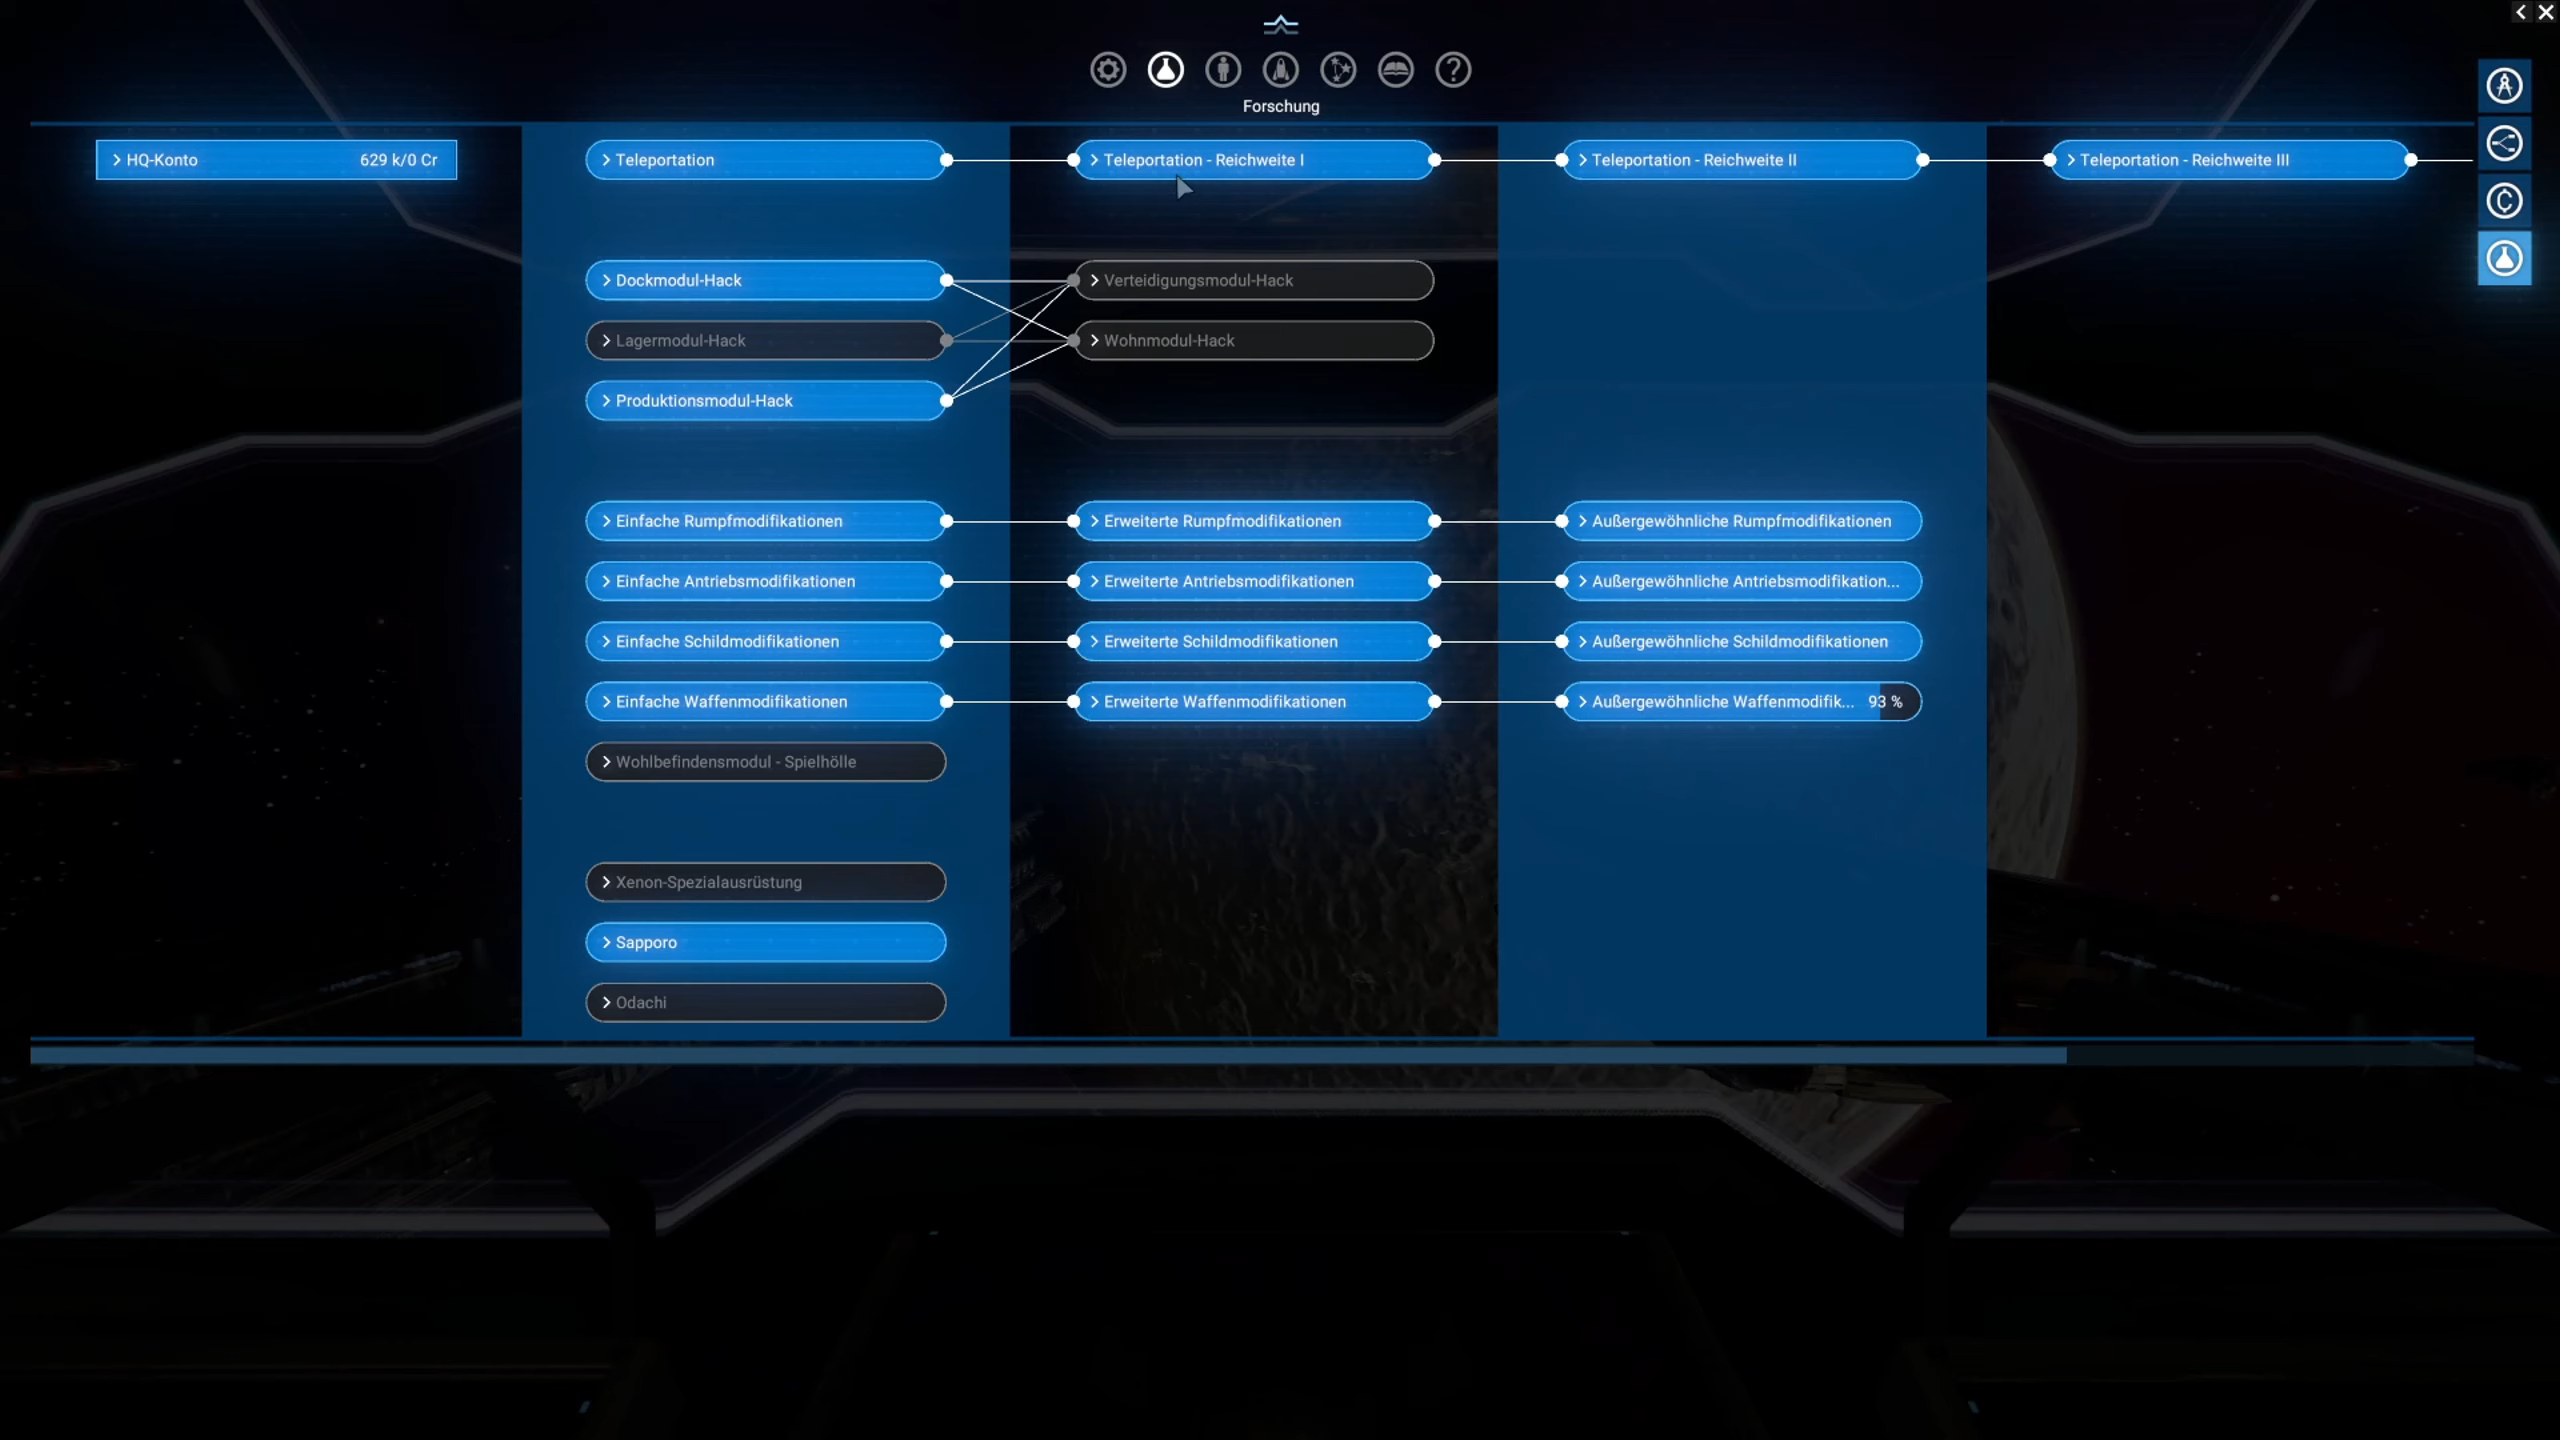 Forschung
HQ-Konto 629 k/0 Cr
Teleportation
Teleportation - Reichweite I
Teleportation - Reichweite II
Teleportation - Reichweite III
Dockmodul-Hack
Verteidigungsmodul-Hack
Lagermodul-Hack
Wohnmodul-Hack
Produktionsmodul-Hack
Einfache Rumpfmodifikationen
Erweiterte Rumpfmodifikationen
Außergewöhnliche Rumpfmodifikationen
Einfache Antriebsmodifikationen
Erweiterte Antriebsmodifikationen
Außergewöhnliche Antriebsmodifikation...
Einfache Schildmodifikationen
Erweiterte Schildmodifikationen
Außergewöhnliche Schildmodifikationen
Einfache Waffenmodifikationen
Erweiterte Waffenmodifikationen
Außergewöhnliche Waffenmodifik... 93 %
Wohlbefindensmodul - Spielhölle
Xenon-Spezialausrüstung
Sapporo
Odachi